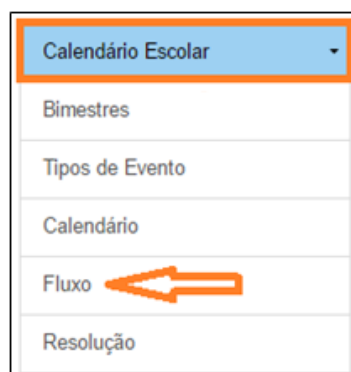 Calendário Escolar
Bimestres
Tipos de Evento
Calendário
Fluxo
Resolução